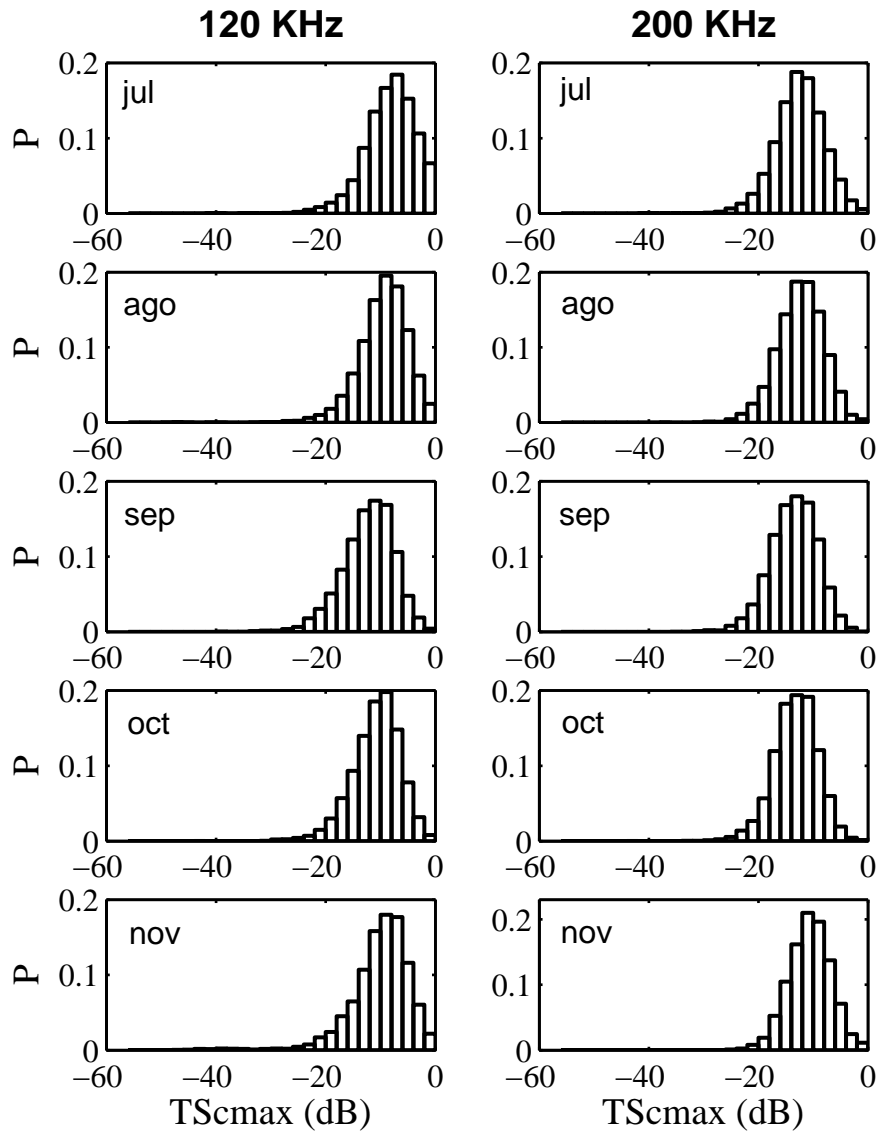 120 KHz 200 KHz
0.2 0.2
jul jul
P 0.1 0.1
0 0
−60 −40 −20 0 −60 −40 −20 0
0.2 0.2
ago ago
P 0.1 0.1
0 0
−60 −40 −20 0 −60 −40 −20 0
0.2 0.2
sep sep
P 0.1 0.1
0 0
−60 −40 −20 0 −60 −40 −20 0
0.2 0.2
oct oct
P 0.1 0.1
0 0
−60 −40 −20 0 −60 −40 −20 0
0.2 0.2
nov nov
P 0.1 0.1
0 0
−60 −40 −20 0 −60 −40 −20 0
TScmax (dB) TScmax (dB)